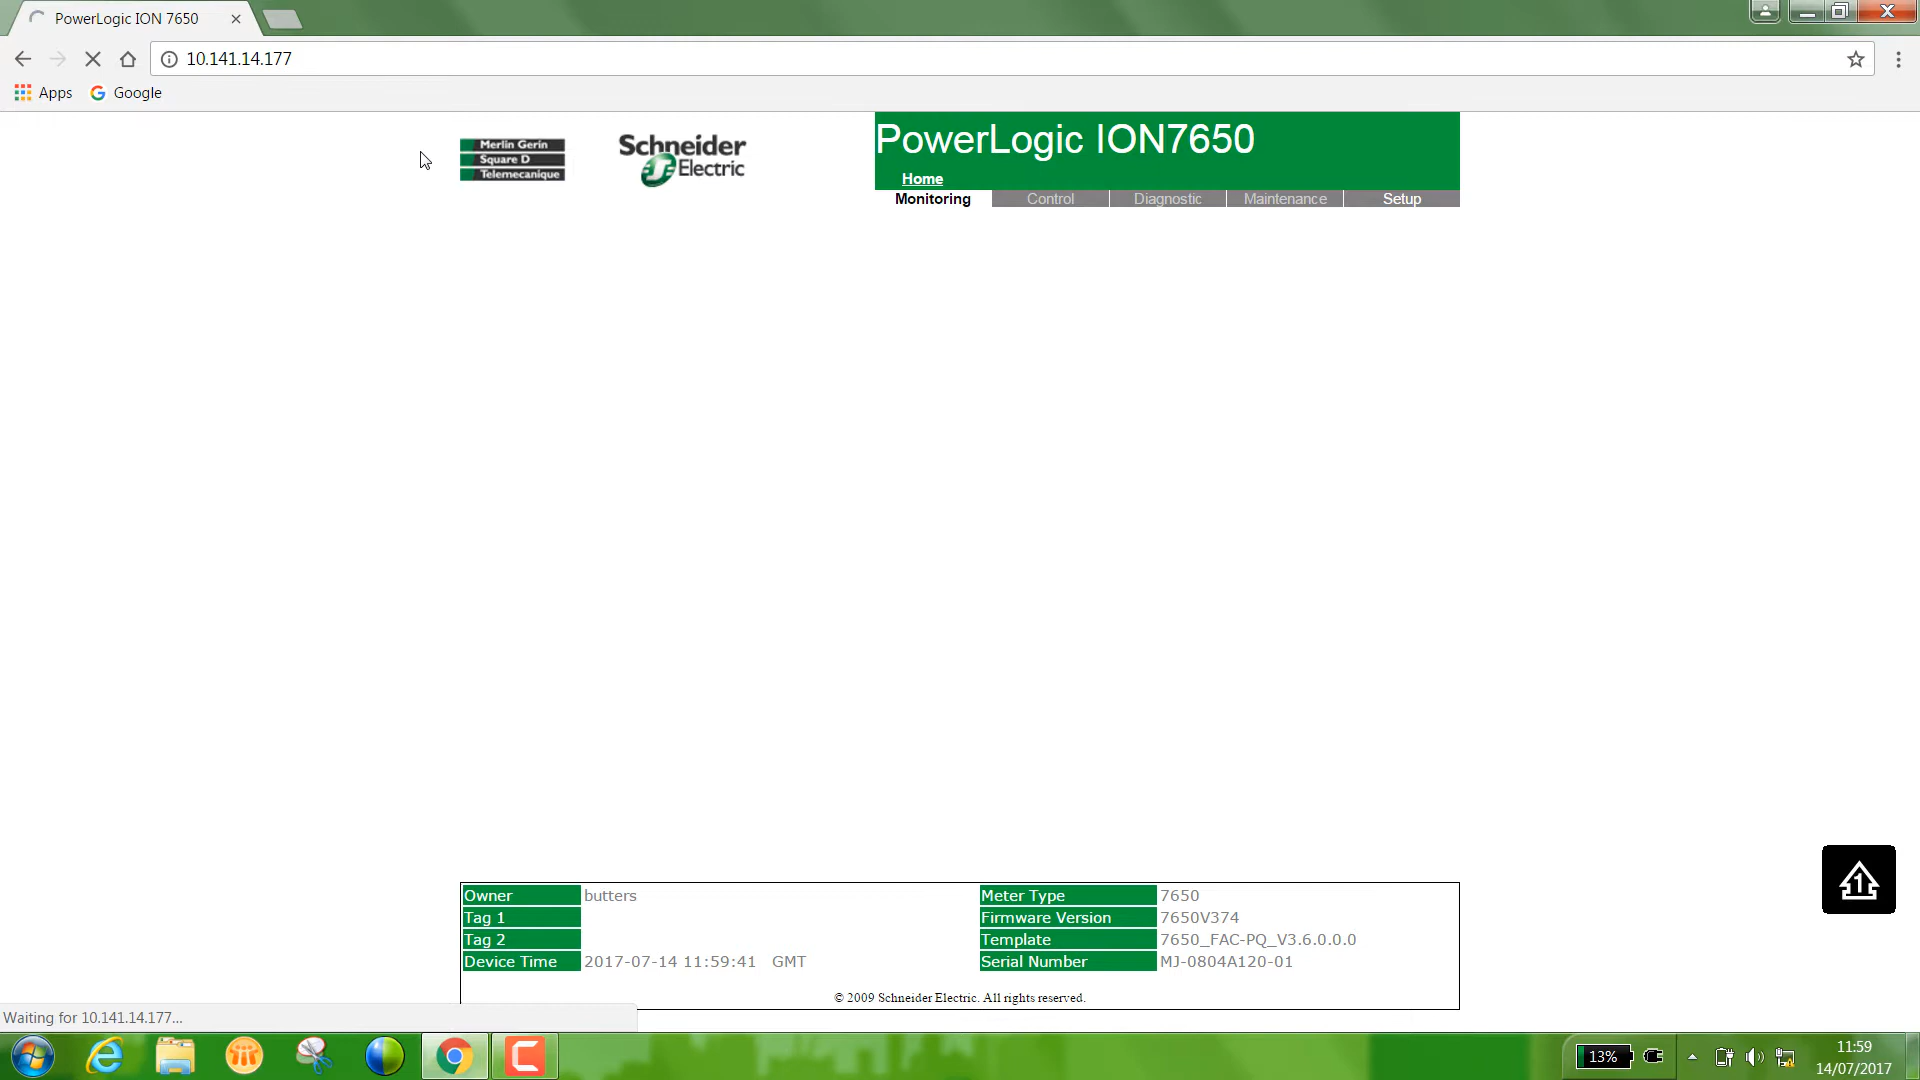 PowerLogic ION 7650
10.141.14.177
Apps Google
Merlin Gerin
Square D
Telemecanique
Schneider
Electric
PowerLogic ION7650
Home
Monitoring Control Diagnostic Maintenance Setup
Owner butters Meter Type 7650
Tag 1 Firmware Version 7650V374
Tag 2 Template 7650_FAC-PQ_V3.6.0.0.0
Device Time 2017-07-14 11:59:41 GMT Serial Number MJ-0804A120-01
© 2009 Schneider Electric. All rights reserved.
Waiting for 10.141.14.177...
1
13%
11:59
14/07/2017